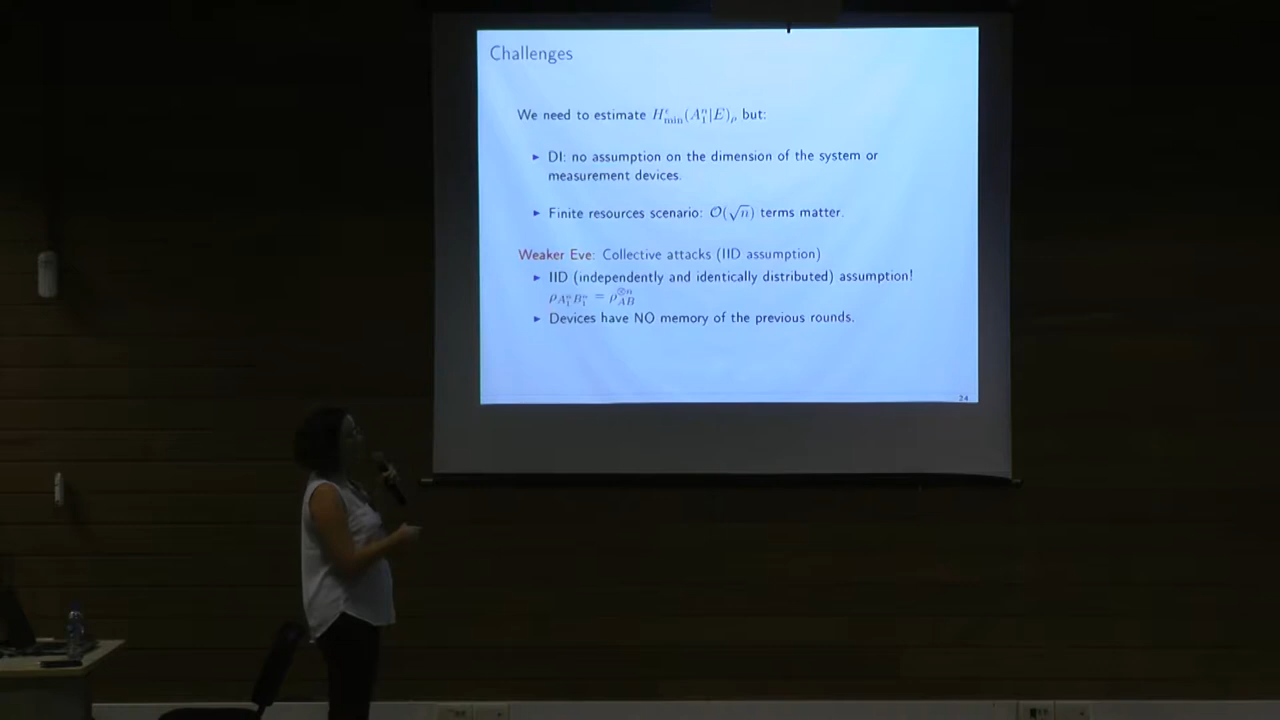 Challenges
We need to estimate H^ε_min(A^n_1|E)_ρ but:
► DI: no assumption on the dimension of the system or
measurement devices.
► Finite resources scenario: O(√n) terms matter.
Weaker Eve: Collective attacks (IID assumption)
► IID (independently and identically distributed) assumption!
ρ_{A^n_1 B^n_1} = ρ^{⊗n}_{AB}
► Devices have NO memory of the previous rounds.
24